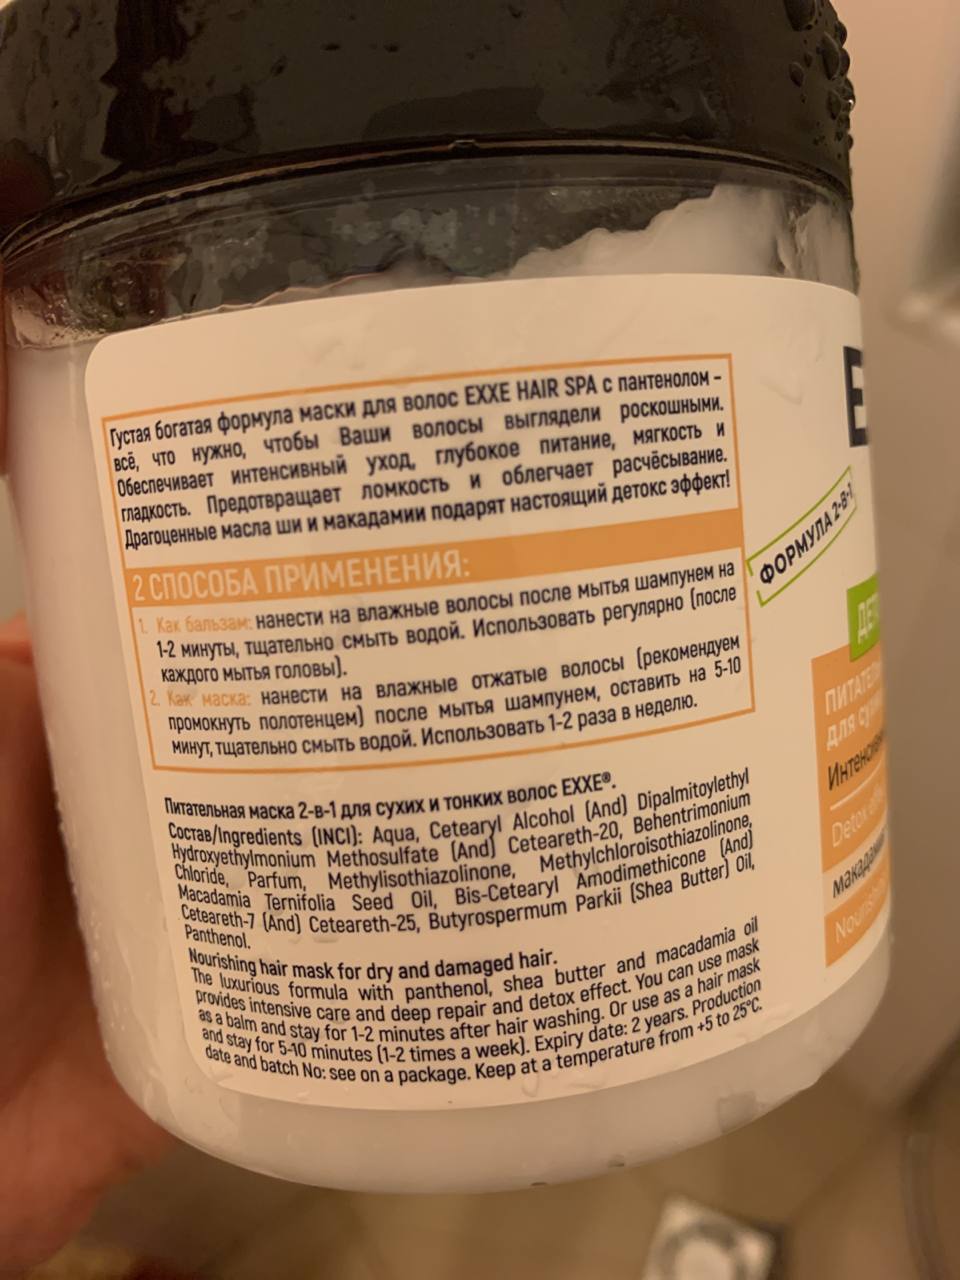 Густая богатая формула маски для волос EXXE HAIR SPA с пантенолом –
всё, что нужно, чтобы Ваши волосы выглядели роскошными.
Обеспечивает интенсивный уход, глубокое питание, мягкость и
гладкость. Предотвращает ломкость и облегчает расчёсывание.
Драгоценные масла ши и макадамии подарят настоящий детокс эффект!
2 СПОСОБА ПРИМЕНЕНИЯ:
1. Как бальзам: нанести на влажные волосы после мытья шампунем на
1-2 минуты, тщательно смыть водой. Использовать регулярно (после
каждого мытья головы).
2. Как маска: нанести на влажные отжатые волосы (рекомендуем
промокнуть полотенцем) после мытья шампунем, оставить на 5-10
минут, тщательно смыть водой. Использовать 1-2 раза в неделю.
Питательная маска 2-в-1 для сухих и тонких волос EXXE®.
Состав/Ingredients (INCI): Aqua, Cetearyl Alcohol (And) Dipalmitoylethyl
Hydroxyethylmonium Methosulfate (And) Ceteareth-20, Behentrimonium
Chloride, Parfum, Methylisothiazolinone, Methylchloroisothiazolinone,
Macadamia Ternifolia Seed Oil, Bis-Cetearyl Amodimethicone (And)
Ceteareth-7 (And) Ceteareth-25, Butyrospermum Parkii (Shea Butter) Oil,
Panthenol.
Nourishing hair mask for dry and damaged hair.
The luxurious formula with panthenol, shea butter and macadamia oil
provides intensive care and deep repair and detox effect. You can use mask
as a balm and stay for 1-2 minutes after hair washing. Or use as a hair mask
and stay for 5-10 minutes (1-2 times a week). Expiry date: 2 years. Production
date and batch No: see on a package. Keep at a temperature from +5 to 25°C.
E
ФОРМУЛА 2-в-1
для
Detox